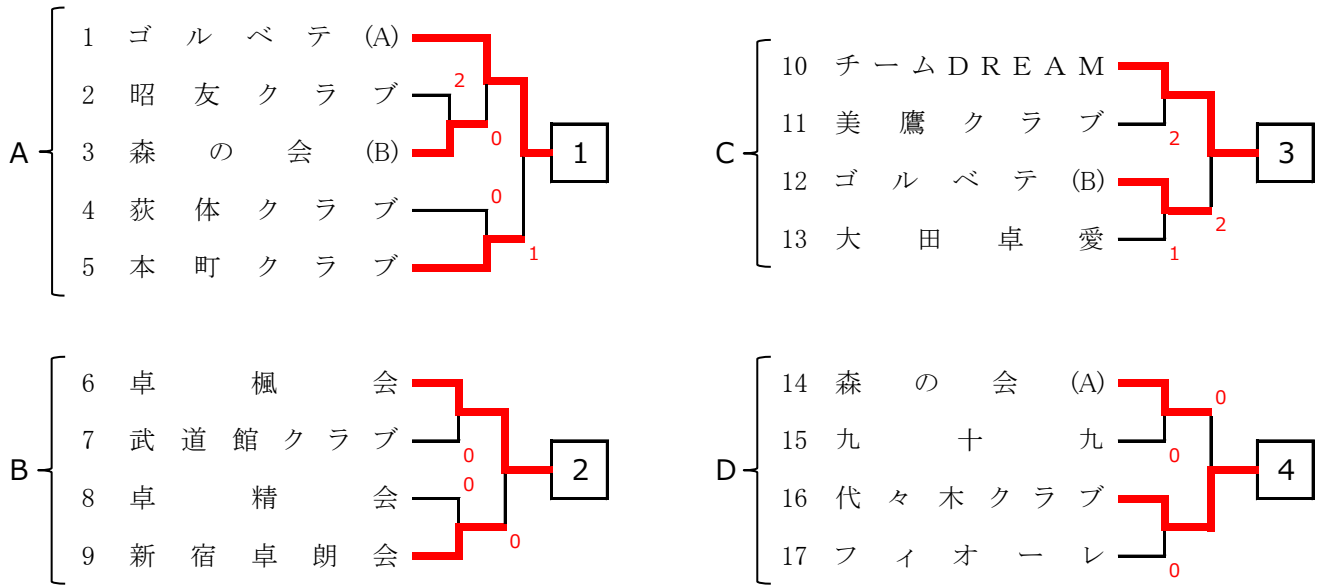 A
1 ゴルベテ(A)
2 昭友クラブ
3 森の会(B)
4 荻体クラブ
5 本町クラブ
2
0
0
1
1
B
6 卓楓会
7 武道館クラブ
8 卓精会
9 新宿卓朗会
0
0
0
2
C
10 チームDREAM
11 美鷹クラブ
12 ゴルベテ(B)
13 大田卓愛
2
2
1
3
D
14 森の会(A)
15 九十九
16 代々木クラブ
17 フィオーレ
0
0
0
4